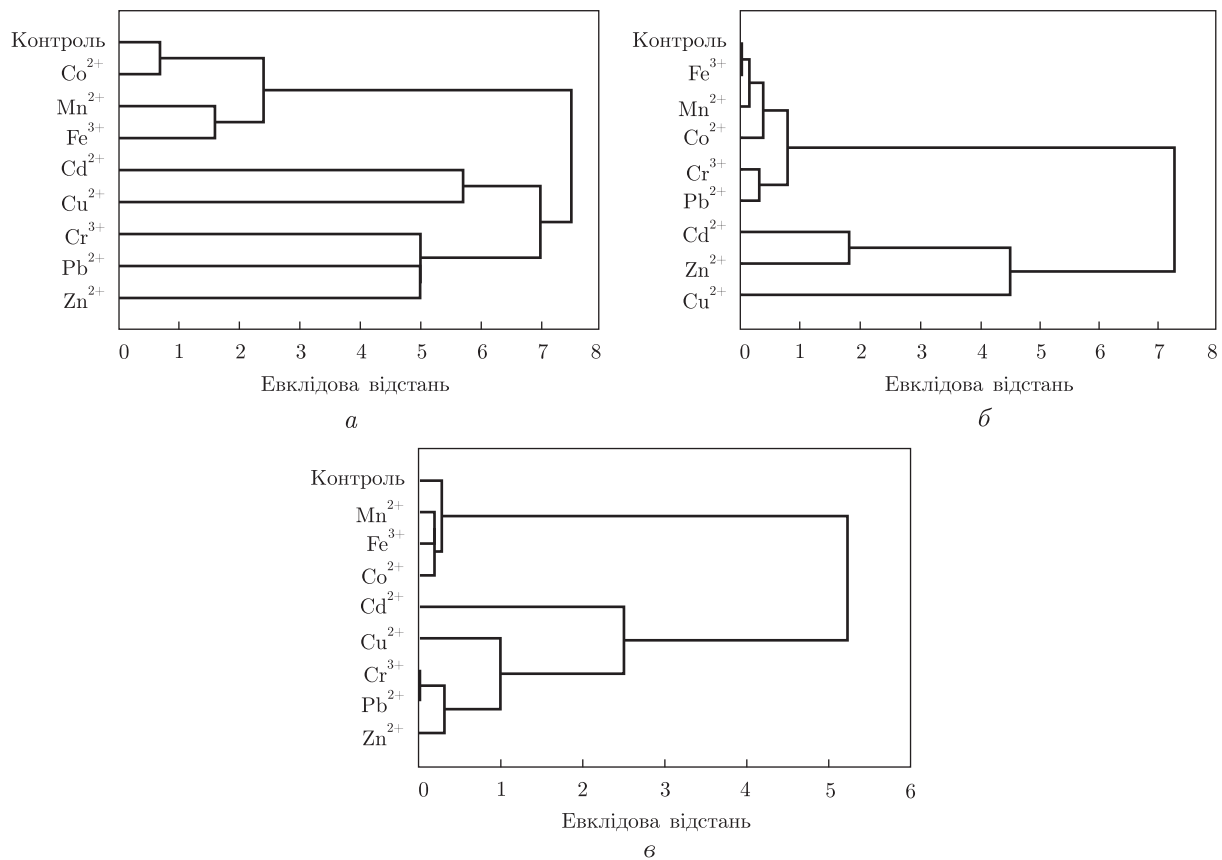 Контроль
Co2+
Mn2+
Fe3+
Cd2+
Cu2+
Cr3+
Pb2+
Zn2+
0 1 2 3 4 5 6 7 8
Евклідова відстань
а
Контроль
Fe3+
Mn2+
Co2+
Cr3+
Pb2+
Cd2+
Zn2+
Cu2+
0 1 2 3 4 5 6 7 8
Евклідова відстань
б
Контроль
Mn2+
Fe3+
Co2+
Cd2+
Cu2+
Cr3+
Pb2+
Zn2+
0 1 2 3 4 5 6
Евклідова відстань
в